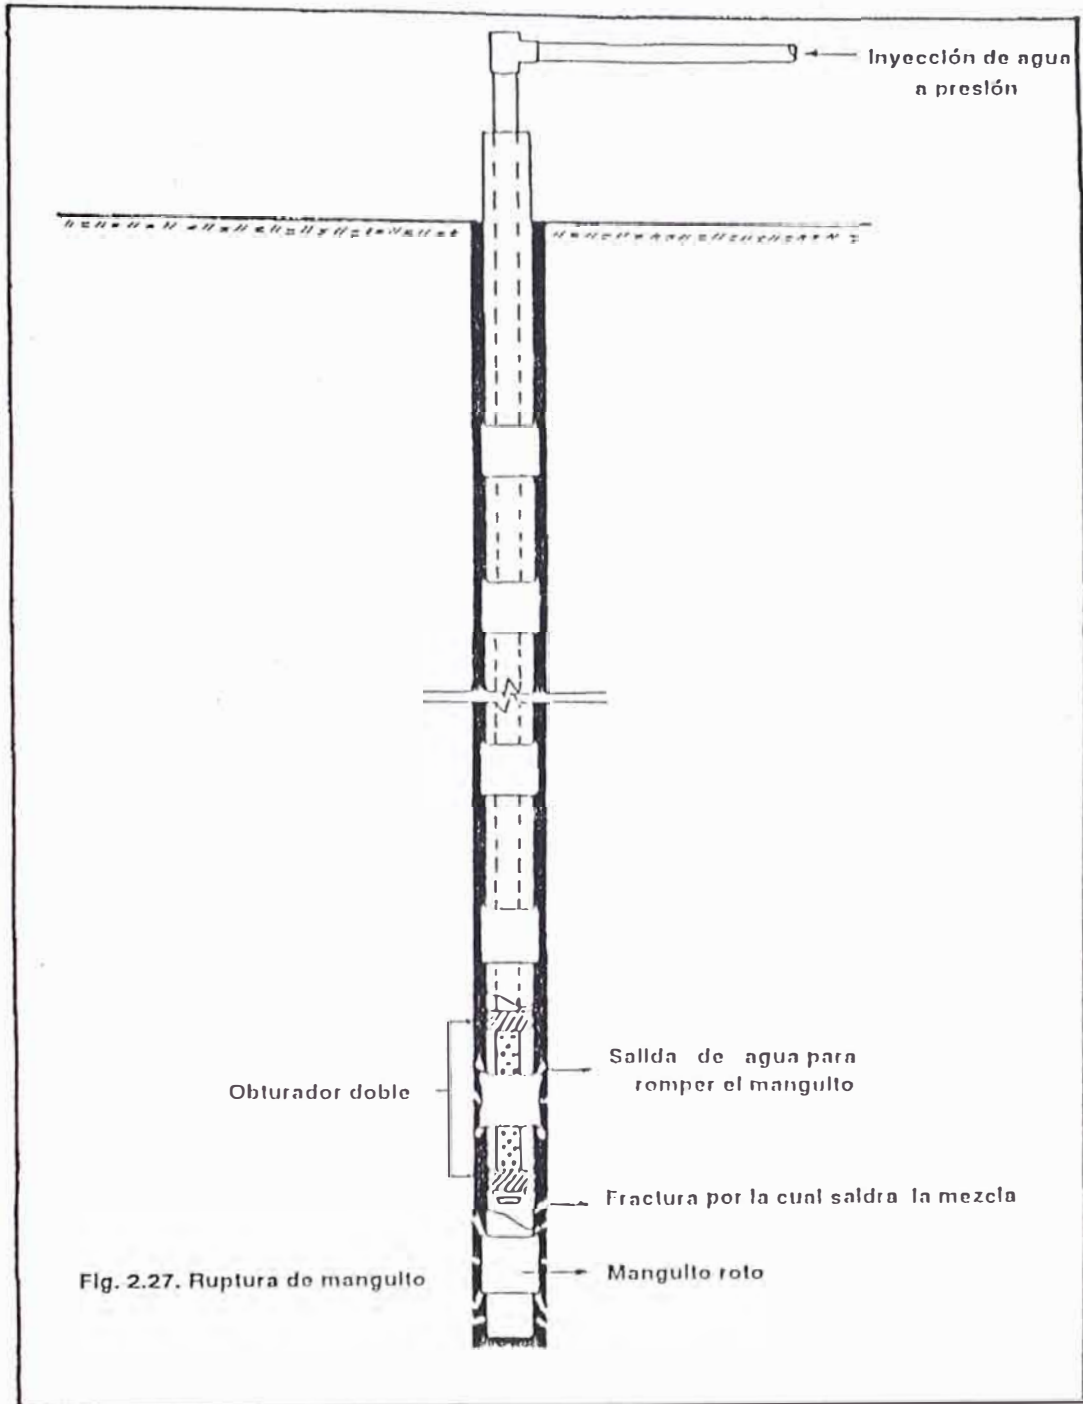 Inyección de agua
a presión
Salida de agua para
romper el manguito
Obturador doble
Fractura por la cual saldra la mezcla
Manguito roto
Fig. 2.27. Ruptura de manguito